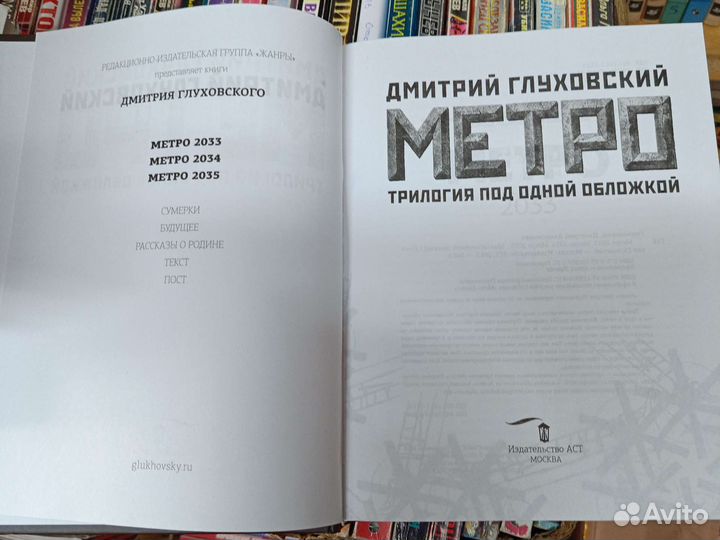 РЕДАКЦИОННО-ИЗДАТЕЛЬСКАЯ ГРУППА «ЖАНРЫ»
представляет книги
ДМИТРИЯ ГЛУХОВСКОГО
МЕТРО 2033
МЕТРО 2034
МЕТРО 2035
СУМЕРКИ
БУДУЩЕЕ
РАССКАЗЫ О РОДИНЕ
ТЕКСТ
ПОСТ
glukhovsky.ru
ДМИТРИЙ ГЛУХОВСКИЙ
МЕТРО
ТРИЛОГИЯ ПОД ОДНОЙ ОБЛОЖКОЙ
Издательство АСТ
МОСКВА
Avito